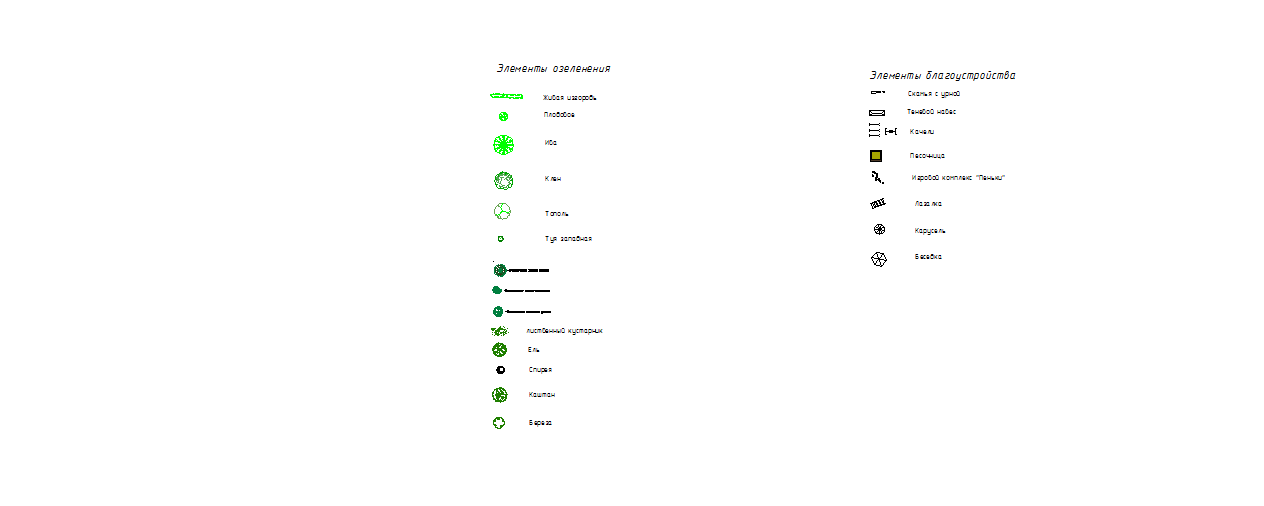 Элементы озеленения
Живая изгородь
Плодовое
Ива
Клен
Тополь
Туя западная
лиственный кустарник
Ель
Спирея
Каштан
Береза
Элементы благоустройства
Скамья с урной
Теневой навес
Качели
Песочница
Игровой комплекс "Пеньки"
Лазалка
Карусель
Беседка